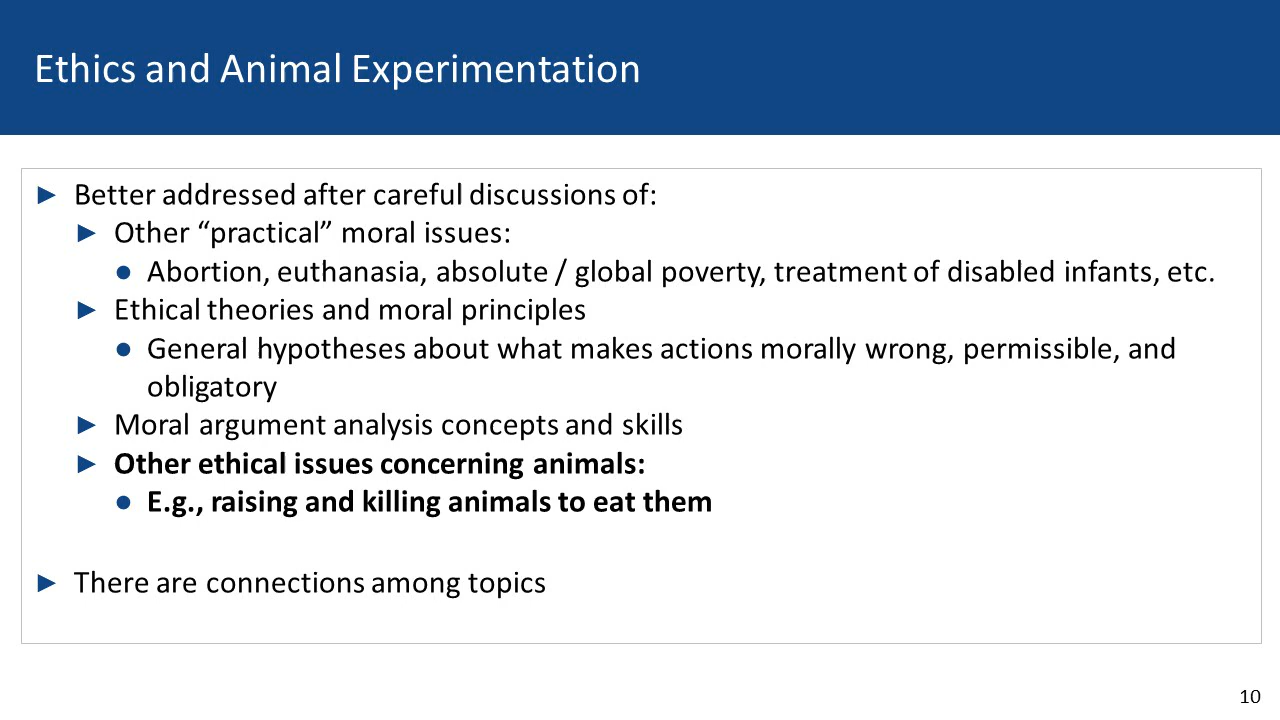 Ethics and Animal Experimentation
► Better addressed after careful discussions of:
► Other “practical” moral issues:
● Abortion, euthanasia, absolute / global poverty, treatment of disabled infants, etc.
► Ethical theories and moral principles
● General hypotheses about what makes actions morally wrong, permissible, and
obligatory
► Moral argument analysis concepts and skills
► Other ethical issues concerning animals:
● E.g., raising and killing animals to eat them
► There are connections among topics
10